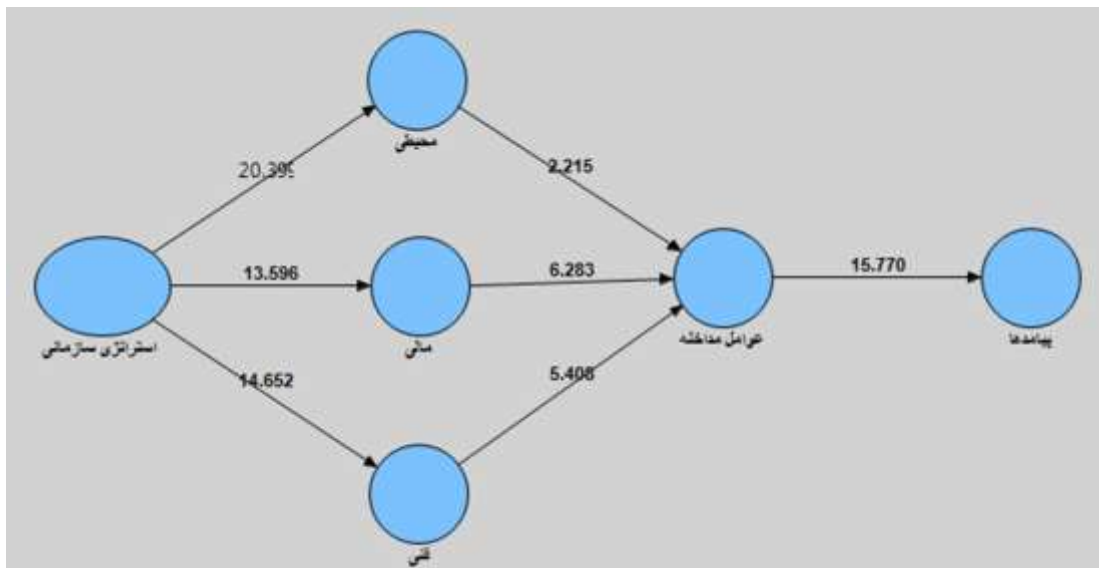 محیطی
20.399
2.215
13.596
6.283
15.770
استراتژی سازمانی
مالی
عوامل مداخله
پیامدها
14.652
5.408
فنی